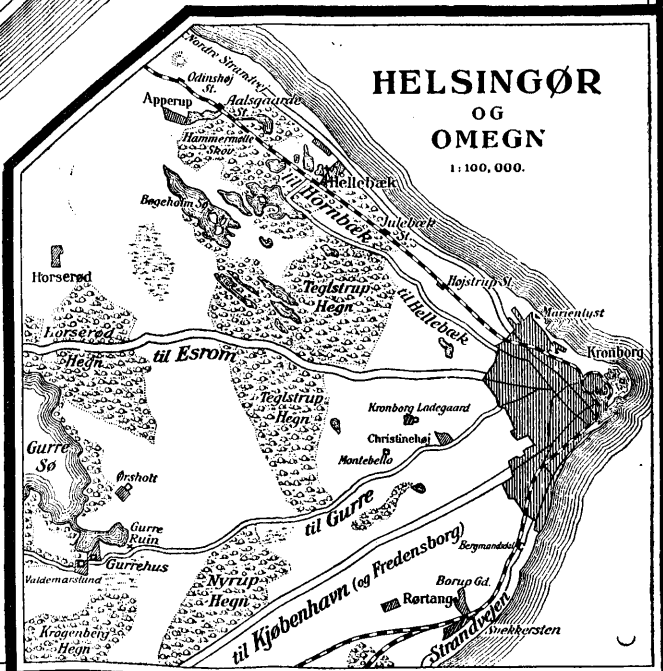 HELSINGØR
OG
OMEGN
1:100,000.
Nordre Strandvej
Odinshøj
St.
Apperup
Aalsgaarde
St.
Hammermølle
Skov
Hellebæk
til Hornbæk
Bøgeholm Sø
Julebæk
Horserød
Teglstrup
Hegn
Højstrup St.
til Hellebæk
Marienlyst
Horserød
Hegn
til Esrom
Kronborg
Teglstrup
Hegn
Kronborg Ladegaard
Christinehøj
Montebello
Gurre
Sø
Ørsholt
til Gurre
Gurre
Ruin
Gurrehus
Valdemarslund
Bergmandsdal
Nyrup
Hegn
til Kjøbenhavn (og Fredensborg)
Borup Gd.
Rørtang
Strandvejen
Snekkersten
Krogenberg
Hegn